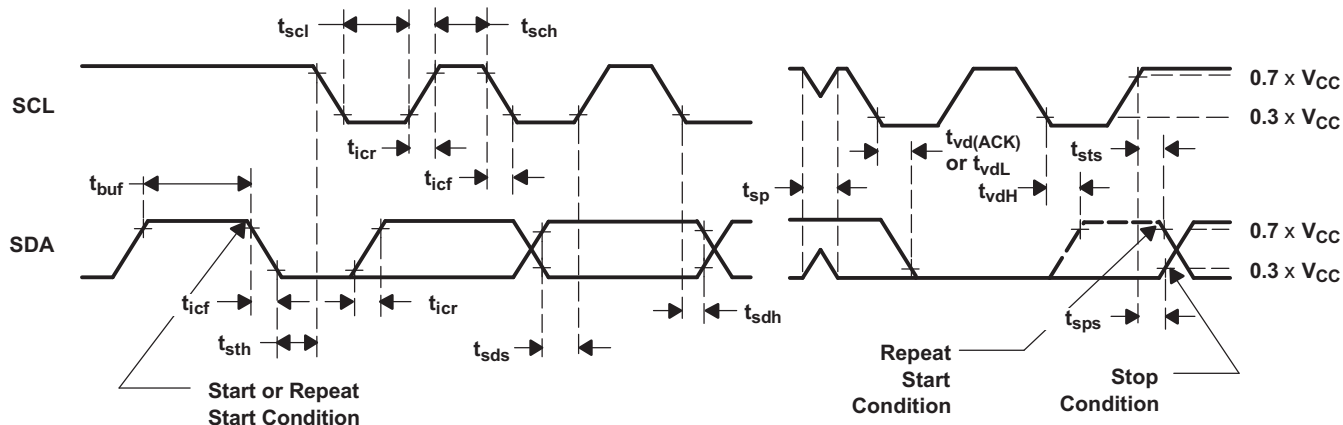 tscl
tsch
SCL
0.7 x VCC
0.3 x VCC
ticr
ticf
tbuf
tvd(ACK)
or tvdL
tsts
tsp
tvdH
SDA
0.7 x VCC
0.3 x VCC
ticf
ticr
tsth
tsds
tsdh
tsps
Start or Repeat
Start Condition
Repeat
Start
Condition
Stop
Condition